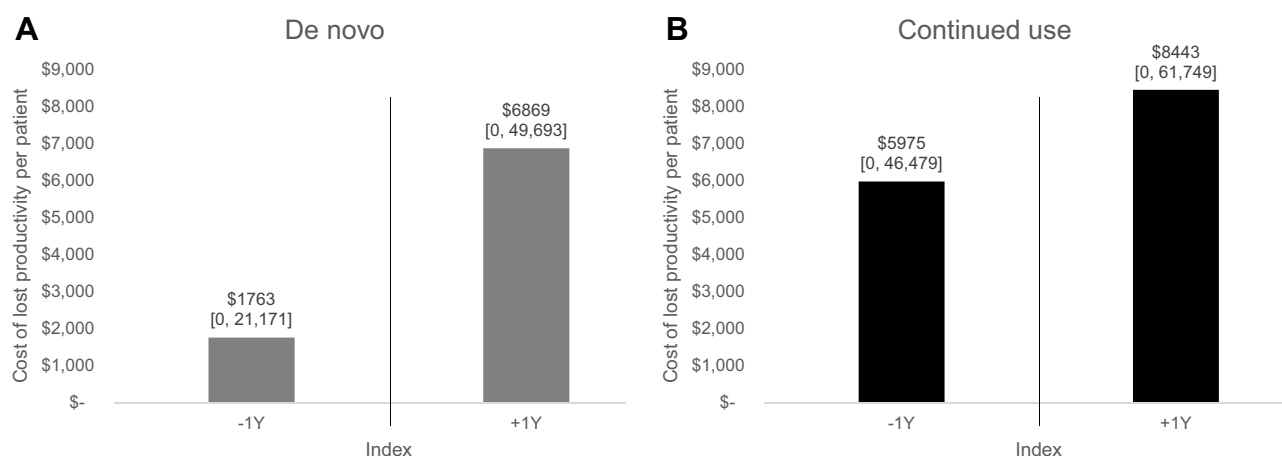 A
De novo
Cost of lost productivity per patient
$9,000
$8,000
$7,000
$6,000
$5,000
$4,000
$3,000
$2,000
$1,000
$-
$1763
[0, 21,171]
$6869
[0, 49,693]
-1Y
+1Y
Index
B
Continued use
Cost of lost productivity per patient
$9,000
$8,000
$7,000
$6,000
$5,000
$4,000
$3,000
$2,000
$1,000
$-
$5975
[0, 46,479]
$8443
[0, 61,749]
-1Y
+1Y
Index